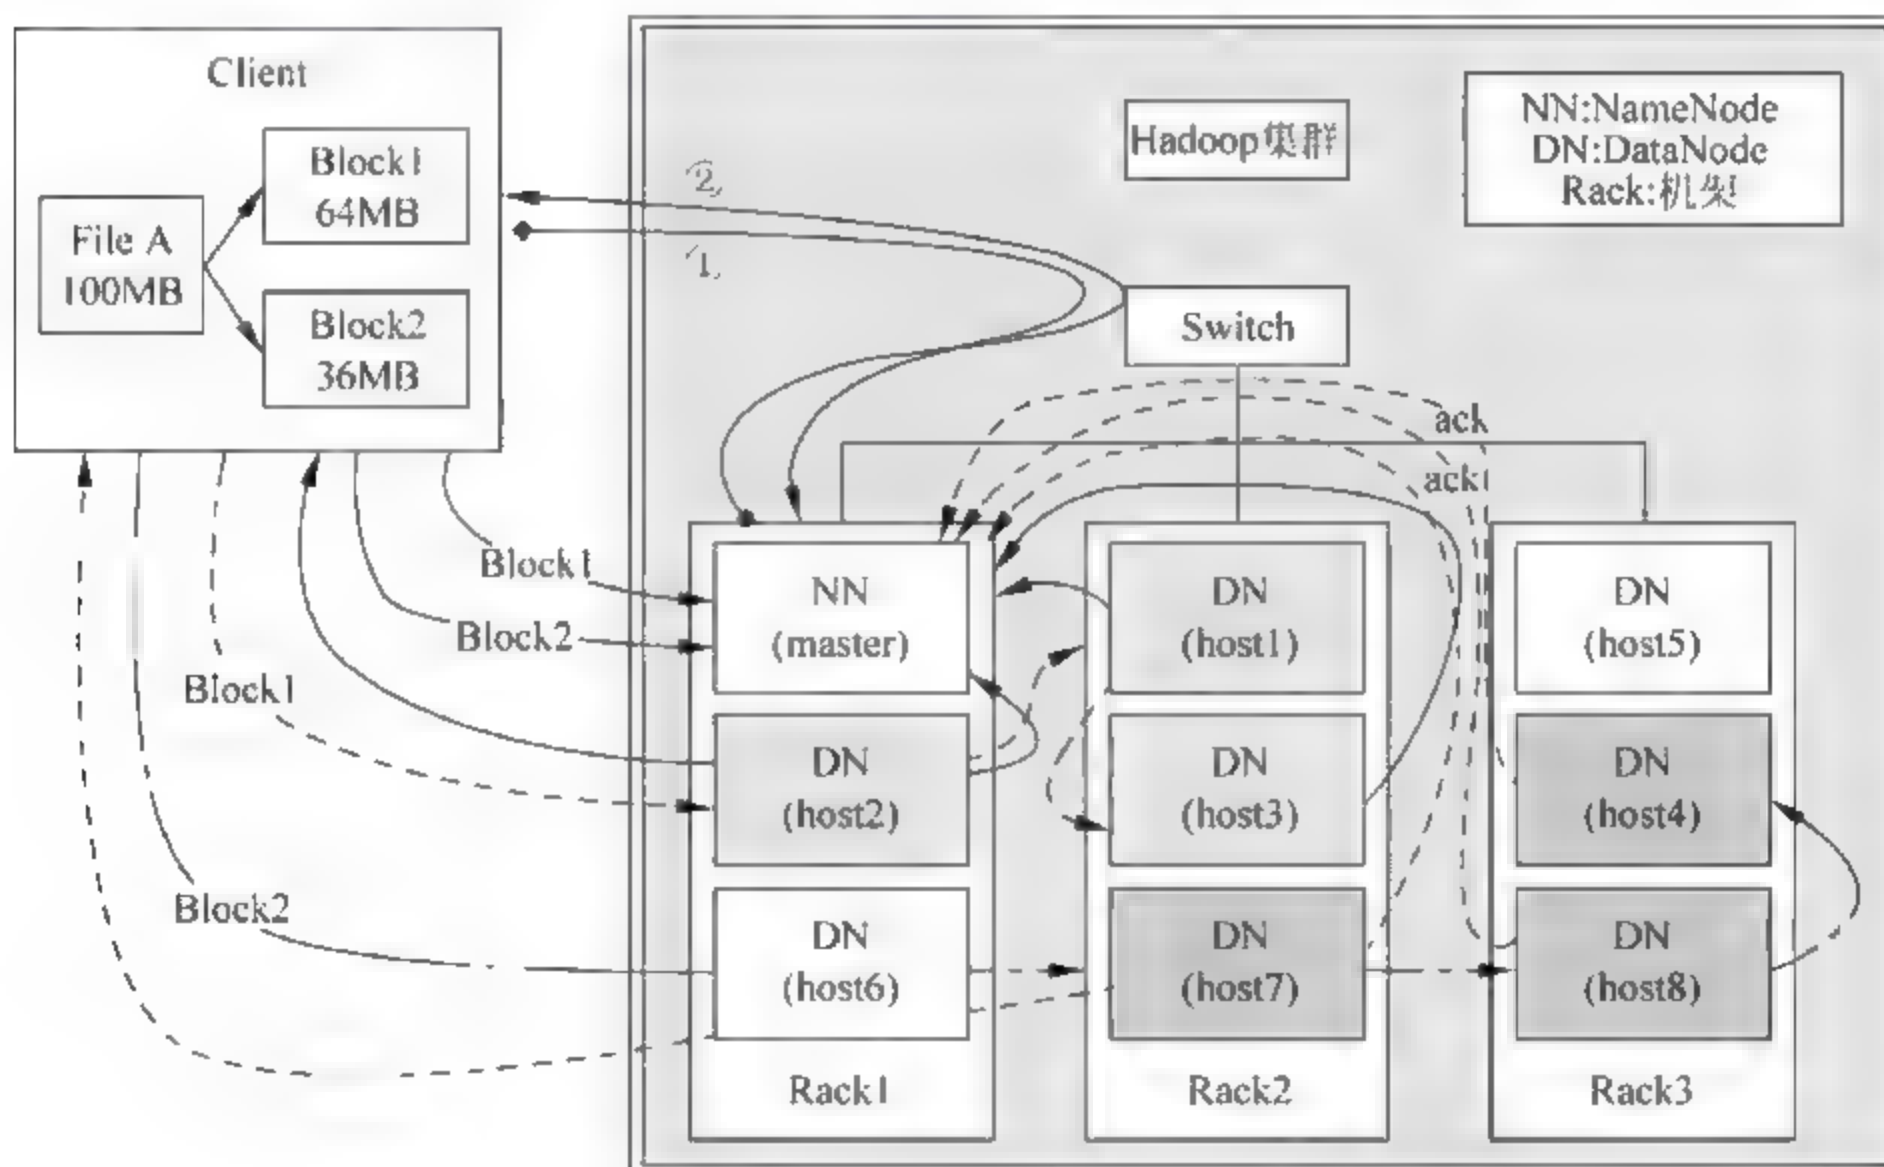 Client
Block1
64MB
File A
100MB
Block2
36MB
②
①
Hadoop集群
NN:NameNode
DN:DataNode
Rack:机架
Switch
ack
ack
Block1
Block2
Block1
Block2
NN
(master)
DN
(host2)
DN
(host6)
Rack1
DN
(host1)
DN
(host3)
DN
(host7)
Rack2
DN
(host5)
DN
(host4)
DN
(host8)
Rack3